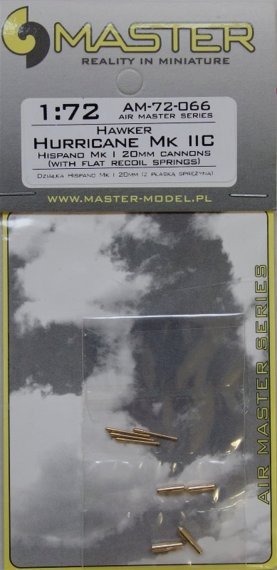 MASTER
REALITY IN MINIATURE
1:72
AM-72-066
AIR MASTER SERIES
HAWKER
HURRICANE MK IIC
HISPANO MK I 20MM CANNONS
(WITH FLAT RECOIL SPRINGS)
DZIAŁKA HISPANO MK I 20MM (Z PŁASKĄ SPRĘŻYNĄ)
WWW.MASTER-MODEL.PL
AIR MASTER SERIES